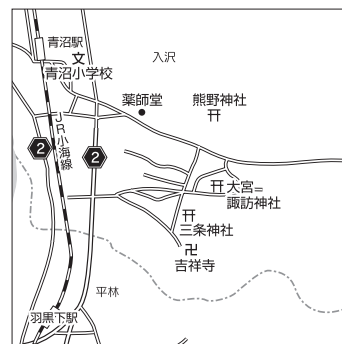 青沼駅
入沢
青沼小学校
薬師堂
熊野神社
JR小海線
2
2
大宮=
諏訪神社
三条神社
吉祥寺
平林
羽黒下駅